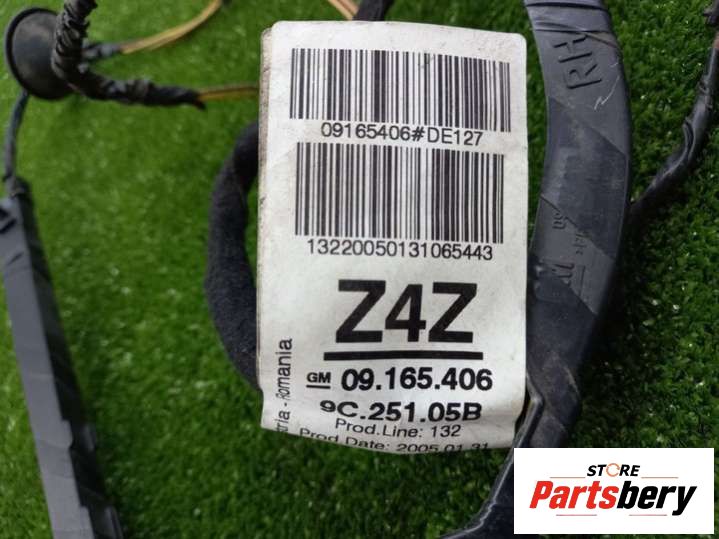 09165406#DE127
13220050131065443
Z4Z
GM 09.165.406
9C.251.05B
Prod.Line: 132
Prod.Date: 2005.01.31
- Romania
RH
STORE
Partsbery